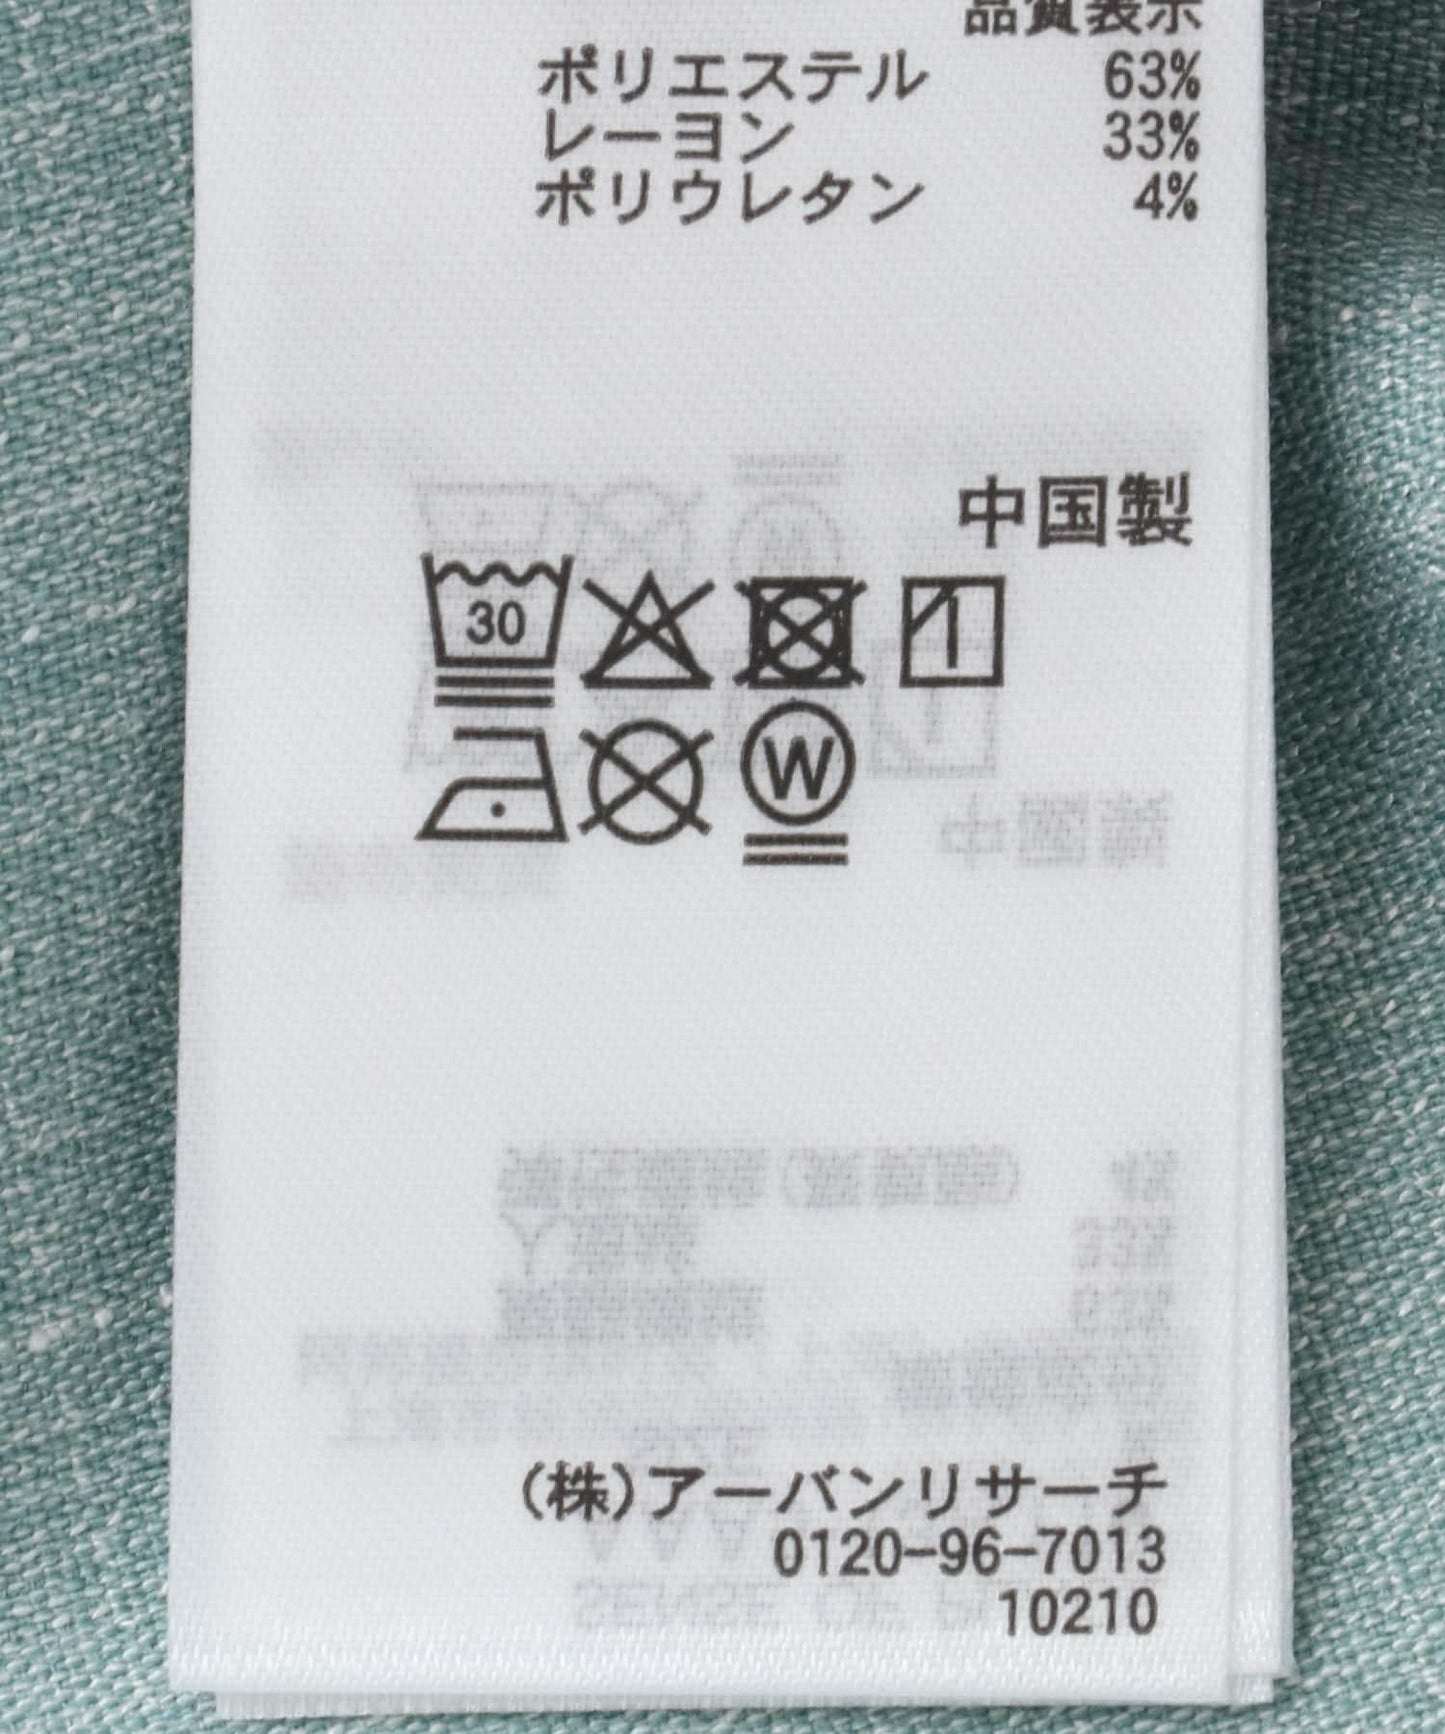 品質表示
ポリエステル 63%
レーヨン 33%
ポリウレタン 4%
中国製
30
W
(株)アーバンリサーチ
0120-96-7013
10210